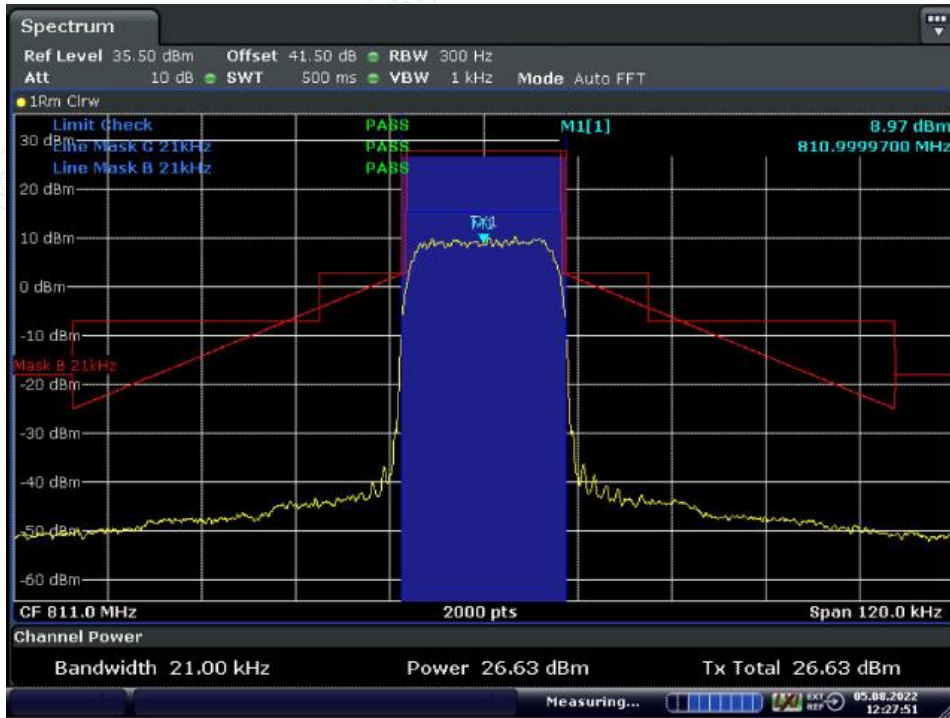 Spectrum
Ref Level 35.50 dBm Offset 41.50 dB RBW 300 Hz
Att 10 dB SWT 500 ms VBW 1 kHz Mode Auto FFT
1Rm Clrw
Limit Check PASS M1[1] 8.97 dBm
30 dBm Line Mask G 21kHz PASS 810.9999700 MHz
Line Mask B 21kHz PASS
20 dBm
10 dBm
0 dBm
-10 dBm
Mask B 21kHz
-20 dBm
-30 dBm
-40 dBm
-50 dBm
-60 dBm
CF 811.0 MHz 2000 pts Span 120.0 kHz
Channel Power
Bandwidth 21.00 kHz Power 26.63 dBm Tx Total 26.63 dBm
Measuring... LXI EXT REF 05.08.2022
12:27:51